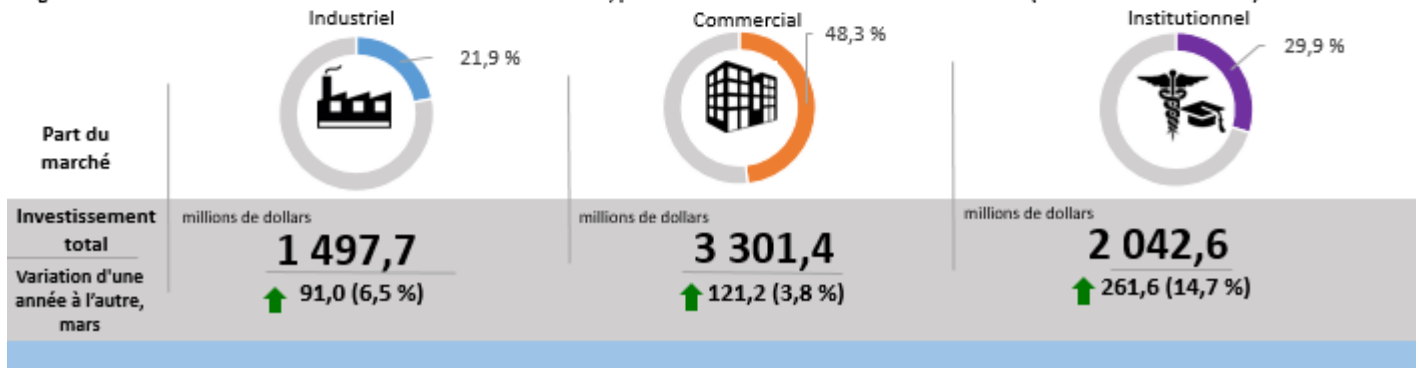 Industriel
21,9 %
Commercial
48,3 %
Institutionnel
29,9 %
Part du
marché
Investissement
total
millions de dollars
1 497,7
millions de dollars
3 301,4
millions de dollars
2 042,6
Variation d'une
année à l'autre,
mars
91,0 (6,5 %)
121,2 (3,8 %)
261,6 (14,7 %)